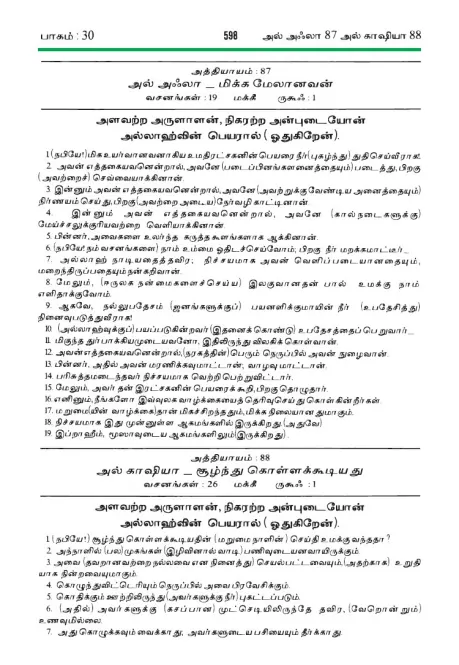 பாகம் : 30 598 அல் அஃலா 87 அல் காஷியா 88
அத்தியாயம் : 87
அல் அஃலா _ மிக்க மேலானவன்
வசனங்கள் : 19 மக்கீ ருகூஃ : 1
அளவற்ற அருளாளன், நிகரற்ற அன்புடையோன்
அல்லாஹ்வின் பெயரால் ( ஓதுகிறேன்).
1 (நபியே!) மிக உயர்வானவனாகிய உமதிரட்சகனின் பெயரை நீர் (புகழ்ந்து) துதி செய்வீராக!
2. அவன் எத்தகையவனென்றால், அவனே (படைப்பினங்களனைத்தையும்) படைத்து, பிறகு
(அவற்றைச்) செவ்வையாக்கினான்.
3. இன்னும் அவன் எத்தகையவனென்றால், அவனே (அவற்றுக்கு வேண்டிய அனைத்தையும்)
நிர்ணயம் செய்து, பிறகு (அவற்றை அடைய) நேர்வழி காட்டினான்.
4. இன்னும் அவன் எத்தகையவனென்றால், அவனே (கால்நடைகளுக்கு)
மேய்ச்சலுக்குரியவற்றை வெளியாக்கினான்.
5. பின்னர், அவைகளை உலர்ந்த கருத்த கூளங்களாக ஆக்கினான்.
6. (நபியே! நம் வசனங்களை) நாம் உம்மை ஓதிடச் செய்வோம்; பிறகு நீர் மறக்கமாட்டீர் _
7. அல்லாஹ் நாடியதைத் தவிர; நிச்சயமாக அவன் வெளிப்படையானதையும்,
மறைந்திருப்பதையும் நன்கறிவான்.
8. மேலும், (ஈருலக நன்மைகளைச் செய்ய) இலகுவானதன் பால் உமக்கு நாம்
எளிதாக்குவோம்.
9. ஆகவே, நல்லுபதேசம் (ஜனங்களுக்குப்) பயனளிக்குமாயின் நீர் (உபதேசித்து)
நினைவுபடுத்துவீராக!
10. (அல்லாஹ்வுக்குப்) பயப்படுகின்றவர் (இதனைக் கொண்டு) உபதேசத்தைப் பெறுவார் _
11. மிகுந்த துர்பாக்கியமுடையவனோ, இதிலிருந்து விலகிக் கொள்வான்.
12. அவன் எத்தகையவனென்றால், (நரகத்தின்) பெரும் நெருப்பில் அவன் நுழைவான்.
13. பின்னர், அதில் அவன் மரணிக்கவுமாட்டான்; வாழவு மாட்டான்.
14. பரிசுத்தமடைந்தவர் நிச்சயமாக வெற்றி பெற்றுவிட்டார்.
15. மேலும், அவர் தன் இரட்சகனின் பெயரைக் கூறி, பிறகு தொழுதார்.
16. எனினும், நீங்களோ இவ்வுலக வாழ்க்கையைத் தெரிவு செய்து கொள்கின்றீர்கள்.
17. மறுமை(யின் வாழ்க்கை)தான் மிகச்சிறந்ததும், மிக்க நிலையானதுமாகும்.
18. நிச்சயமாக இது முன்னுள்ள ஆகமங்களில் இருக்கிறது. (அதுவே)
19. இப்றாஹீம், மூஸாவுடைய ஆகமங்களிலும் (இருக்கிறது).
அத்தியாயம் : 88
அல் காஷியா _ சூழ்ந்து கொள்ளக்கூடியது
வசனங்கள் : 26 மக்கீ ருகூஃ : 1
அளவற்ற அருளாளன், நிகரற்ற அன்புடையோன்
அல்லாஹ்வின் பெயரால் ( ஓதுகிறேன்).
1 (நபியே!) சூழ்ந்து கொள்ளக்கூடியதின் (மறுமை நாளின்) செய்தி உமக்கு வந்ததா?
2. அந்நாளில் (பல) முகங்கள் (இழிவினால் வாடி) பணிவுடையனவாயிருக்கும்.
3. அவை (தவறானவற்றை நல்லவை என நினைத்து) செயல்பட்டவையும், (அதற்காக) உறுதி
யாக நின்றவையுமாகும்.
4. கொழுந்துவிட்டெரியும் நெருப்பில் அவை பிரவேசிக்கும்.
5. கொதிக்கும் ஊற்றிலிருந்து (அவர்களுக்கு நீர்) புகட்டப்படும்.
6. (அதில்) அவர்களுக்கு (கசப்பான) முட்செடியிலிருந்தே தவிர, (வேறொன்றும்)
உணவுமில்லை.
7. அது கொழுக்கவும் வைக்காது; அவர்களுடைய பசியையும் தீர்க்காது.